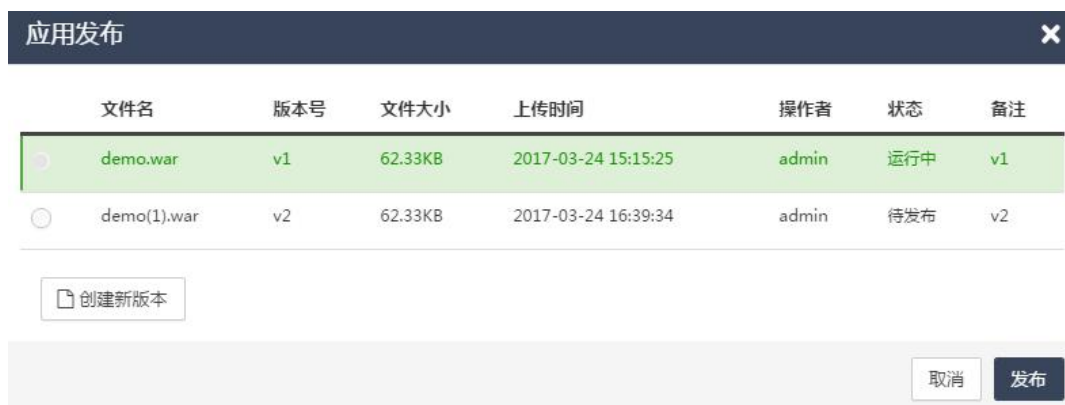 应用发布
文件名 版本号 文件大小 上传时间 操作者 状态 备注
demo.war v1 62.33KB 2017-03-24 15:15:25 admin 运行中 v1
demo(1).war v2 62.33KB 2017-03-24 16:39:34 admin 待发布 v2
创建新版本
取消 发布